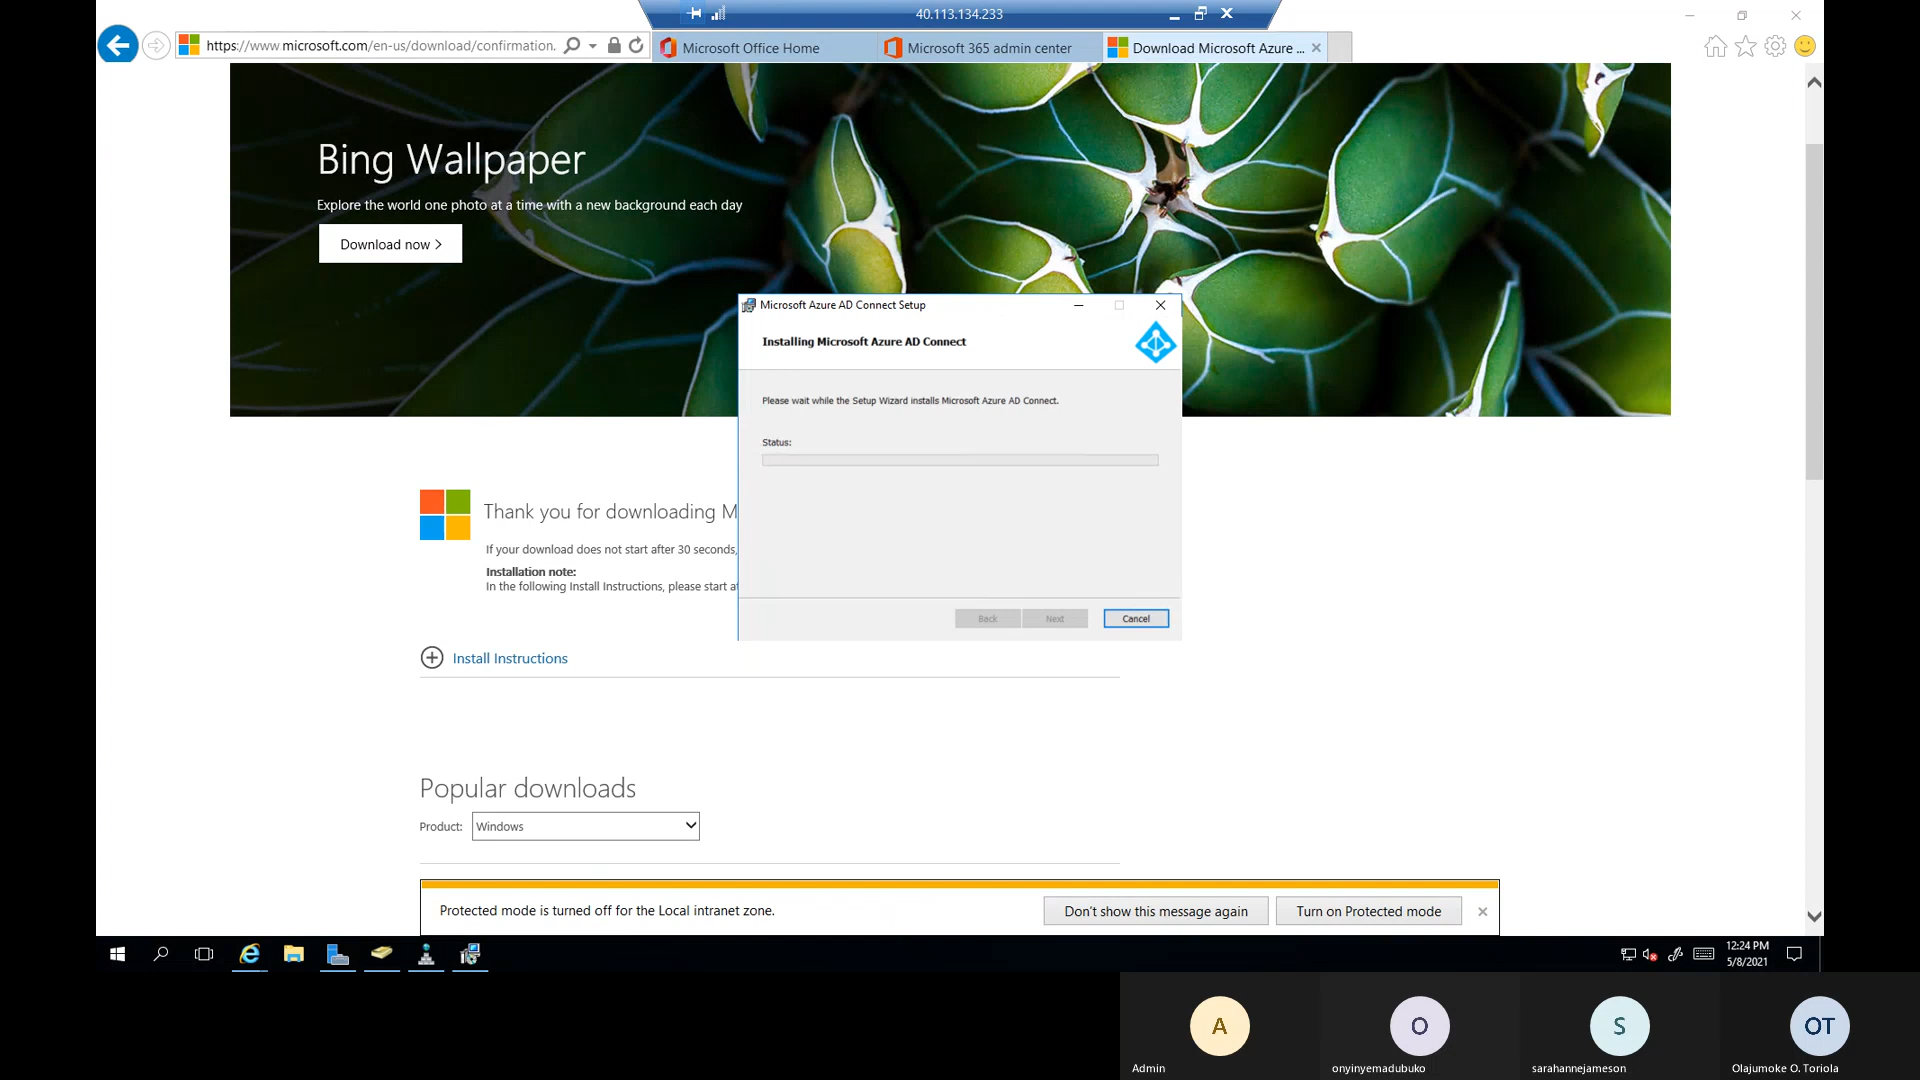 40.113.134.233
https://www.microsoft.com/en-us/download/confirmation.
Microsoft Office Home
Microsoft 365 admin center
Download Microsoft Azure ...
Bing Wallpaper
Explore the world one photo at a time with a new background each day
Download now >
Microsoft Azure AD Connect Setup
Installing Microsoft Azure AD Connect
Please wait while the Setup Wizard installs Microsoft Azure AD Connect.
Status:
Back
Next
Cancel
Thank you for downloading M
If your download does not start after 30 seconds,
Installation note:
In the following Install Instructions, please start at
Install Instructions
Popular downloads
Product:
Windows
Protected mode is turned off for the Local intranet zone.
Don't show this message again
Turn on Protected mode
12:24 PM
5/8/2021
A
O
S
OT
Admin
onyinyemadubuko
sarahannejameson
Olajumoke O. Toriola